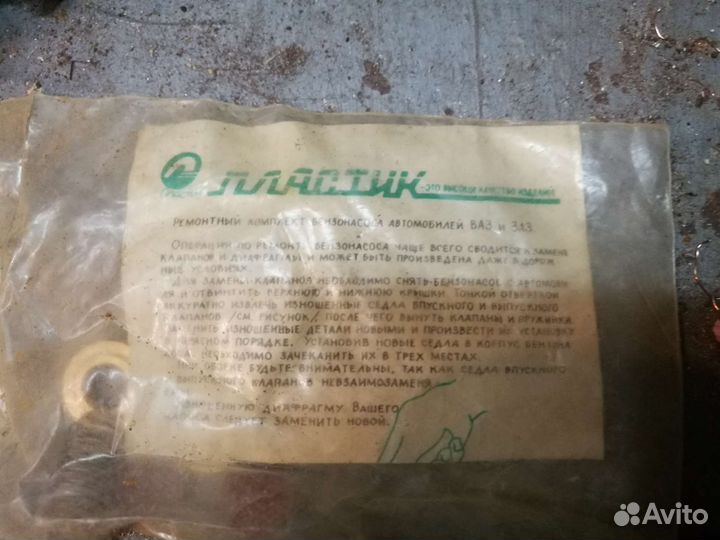 ПЛАСТИК
- ЭТО ВЫСОКОЕ КАЧЕСТВО ИЗДЕЛИЙ
РЕМОНТНЫЙ КОМПЛЕКТ БЕНЗОНАСОСА АВТОМОБИЛЕЙ ВАЗ И ЗАЗ
ОПЕРАЦИЯ ПО РЕМОНТУ БЕНЗОНАСОСА ЧАЩЕ ВСЕГО СВОДИТСЯ К ЗАМЕНЕ
КЛАПАНОВ И ДИАФРАГМЫ И МОЖЕТ БЫТЬ ПРОИЗВЕДЕНА ДАЖЕ В ДОРОЖ
НЫХ УСЛОВИЯХ.
ДЛЯ ЗАМЕНЫ КЛАПАНОВ НЕОБХОДИМО СНЯТЬ БЕНЗОНАСОС С АВТОМОБИ
ЛЯ И ОТВИНТИТЬ ВЕРХНЮЮ И НИЖНЮЮ КРЫШКИ ТОНКОЙ ОТВЕРТКОЙ
АККУРАТНО ИЗВЛЕЧЬ ИЗНОШЕННЫЕ СЕДЛА ВПУСКНОГО И ВЫПУСКНОГО
КЛАПАНОВ /СМ. РИСУНОК/, ПОСЛЕ ЧЕГО ВЫНУТЬ КЛАПАНЫ И ПРУЖИНКИ.
ЗАМЕНИТЬ ИЗНОШЕННЫЕ ДЕТАЛИ НОВЫМИ И ПРОИЗВЕСТИ ИХ УСТАНОВКУ
ОБРАТНОМ ПОРЯДКЕ. УСТАНОВИВ НОВЫЕ СЕДЛА В КОРПУС БЕНЗОНА
НЕОБХОДИМО ЗАЧЕКАНИТЬ ИХ В ТРЕХ МЕСТАХ.
БУДЬТЕ ВНИМАТЕЛЬНЫ, ТАК КАК СЕДЛА ВПУСКНОГО
ВЫПУСКНОГО КЛАПАНОВ НЕВЗАИМОЗАМЕНЯ
ИЗНОШЕННУЮ ДИАФРАГМУ ВАШЕГО
СЛЕДУЕТ ЗАМЕНИТЬ НОВОЙ.
Avito